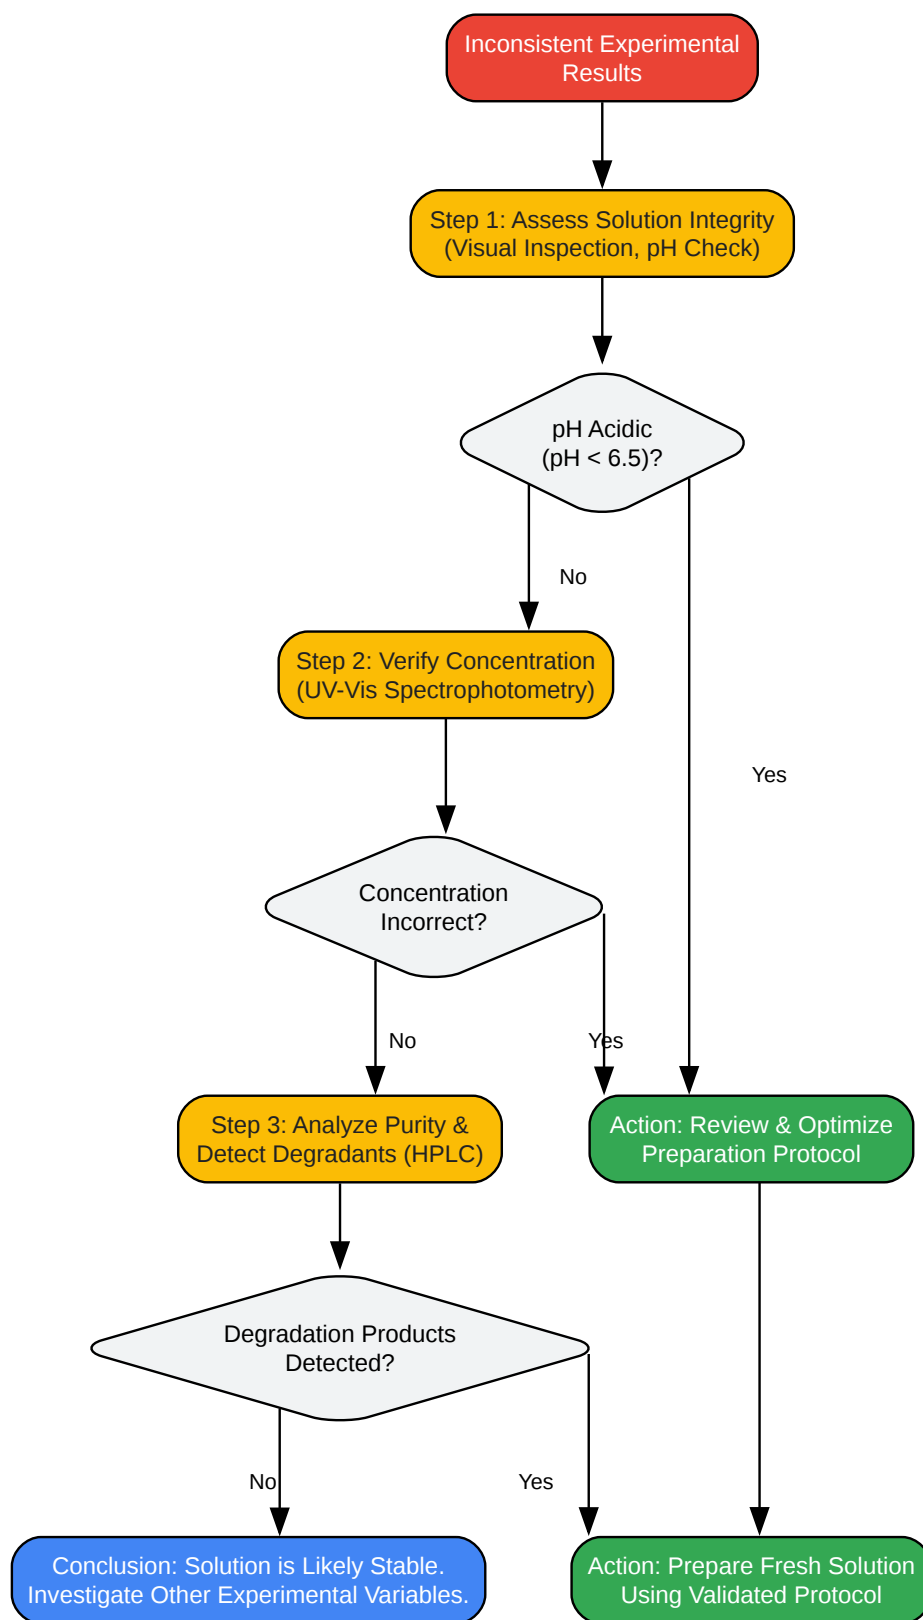 Inconsistent Experimental
Results
Step 1: Assess Solution Integrity
(Visual Inspection, pH Check)
pH Acidic
(pH < 6.5)?
No
Step 2: Verify Concentration
(UV-Vis Spectrophotometry)
Yes
Concentration
Incorrect?
No
Yes
Step 3: Analyze Purity &
Detect Degradants (HPLC)
Action: Review & Optimize
Preparation Protocol
Degradation Products
Detected?
No
Yes
Conclusion: Solution is Likely Stable.
Investigate Other Experimental Variables.
Action: Prepare Fresh Solution
Using Validated Protocol